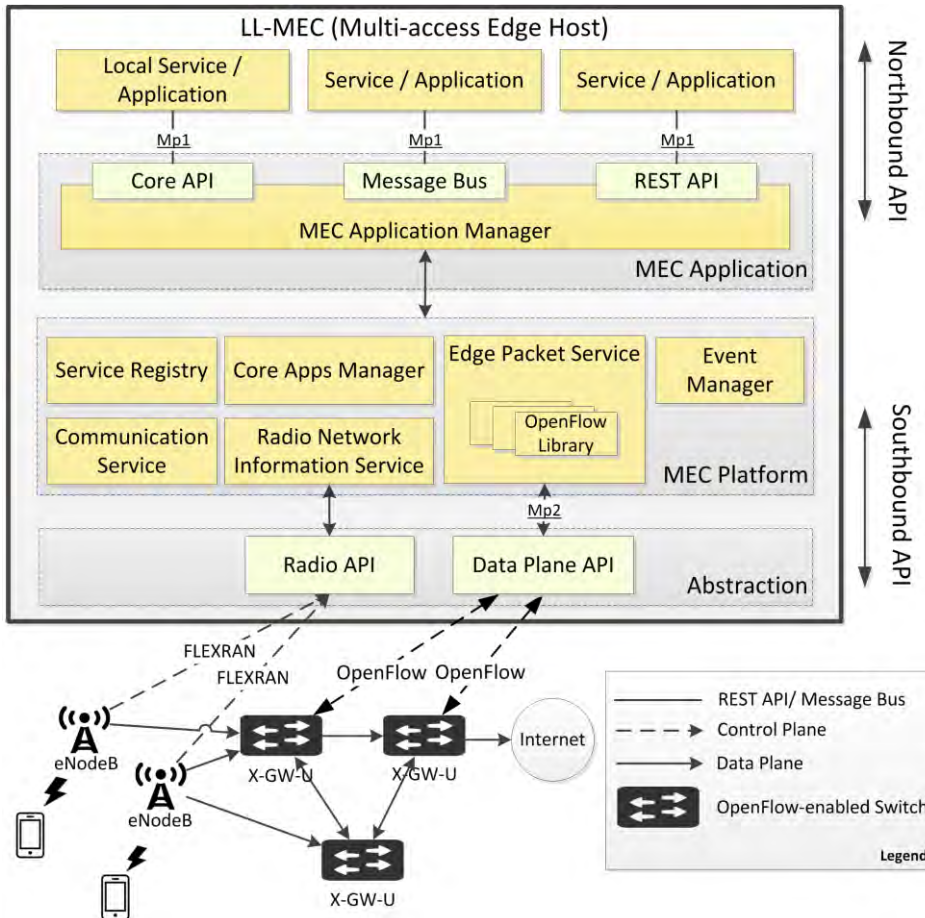 LL-MEC (Multi-access Edge Host)
Local Service /
Application
Service / Application
Service / Application
Mp1
Mp1
Mp1
Core API
Message Bus
REST API
MEC Application Manager
MEC Application
Northbound API
Service Registry
Core Apps Manager
Edge Packet Service
Event
Manager
OpenFlow
Library
Communication
Service
Radio Network
Information Service
MEC Platform
Mp2
Southbound API
Radio API
Data Plane API
Abstraction
FLEXRAN
FLEXRAN
OpenFlow
OpenFlow
eNodeB
eNodeB
X-GW-U
X-GW-U
X-GW-U
Internet
REST API/ Message Bus
Control Plane
Data Plane
OpenFlow-enabled Switch
Legend